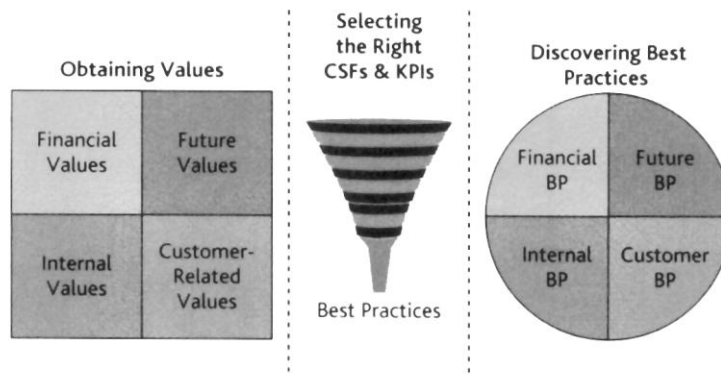 Obtaining Values
Financial
Values
Future
Values
Internal
Values
Customer-
Related
Values
Selecting
the Right
CSFs & KPIs
Best Practices
Discovering Best
Practices
Financial
BP
Future
BP
Internal
BP
Customer
BP